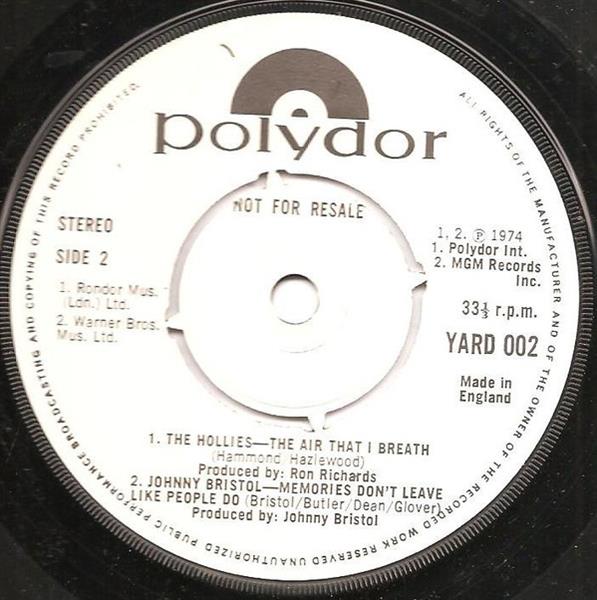 polydor
NOT FOR RESALE
STEREO
SIDE 2
1. Rondor Mus.
(Ldn.) Ltd.
2. Warner Bros.
Mus. Ltd.
1. 2. Ⓟ 1974
1. Polydor Int.
2. MGM Records
Inc.
33⅓ r.p.m.
YARD 002
Made in
England
1. THE HOLLIES—THE AIR THAT I BREATH
(Hammond, Hazlewood)
Produced by: Ron Richards
2. JOHNNY BRISTOL—MEMORIES DON'T LEAVE
LIKE PEOPLE DO (Bristol/Butler/Dean/Glover)
Produced by: Johnny Bristol
ALL RIGHTS OF THE MANUFACTURER AND OF THE OWNER OF THE RECORDED WORK RESERVED UNAUTHORIZED PUBLIC PERFORMANCE BROADCASTING AND COPYING OF THIS RECORD PROHIBITED.